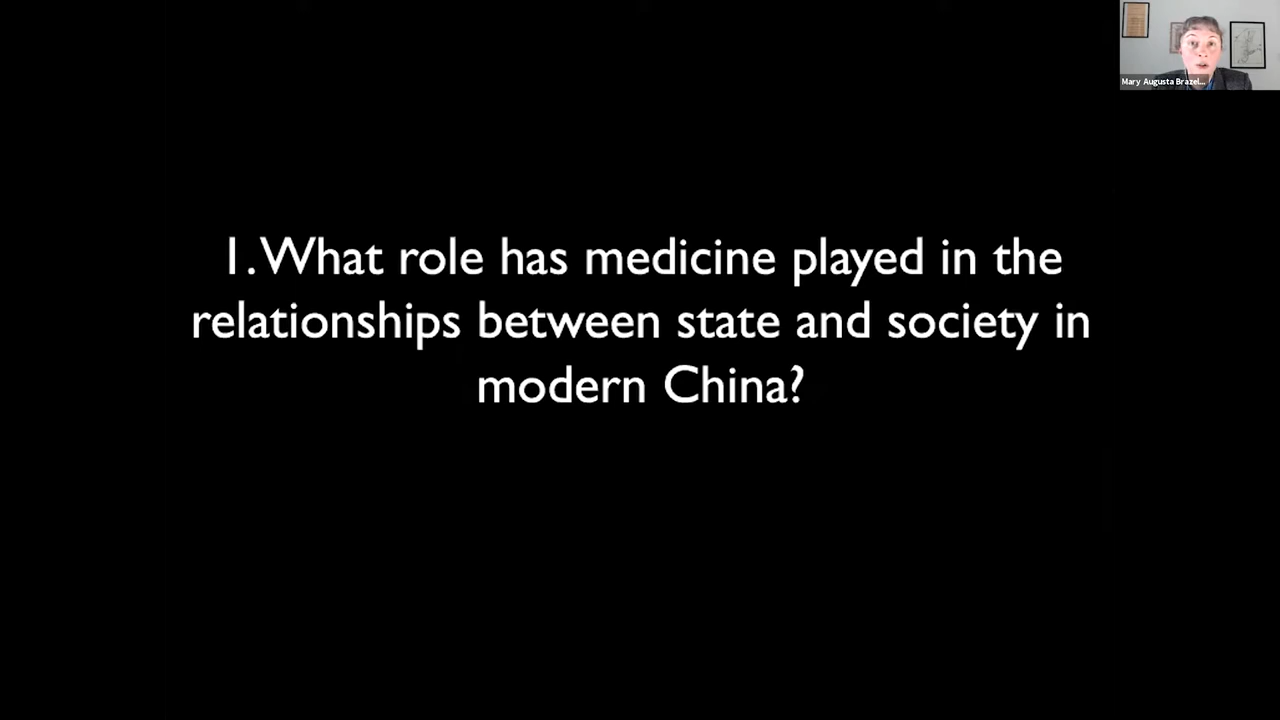 Mary Augusta Brazel...
1. What role has medicine played in the
relationships between state and society in
modern China?